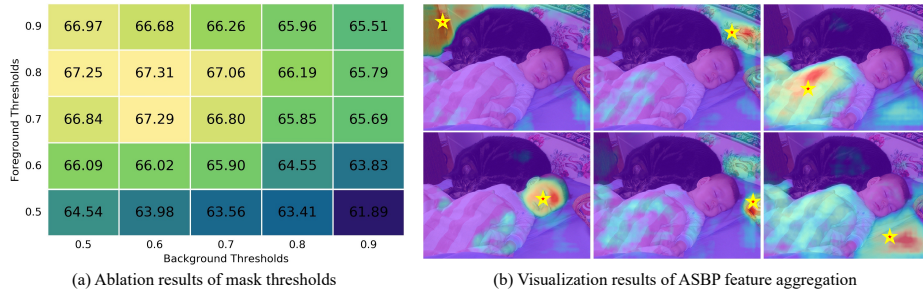 Foreground Thresholds
0.9 66.97 66.68 66.26 65.96 65.51
0.8 67.25 67.31 67.06 66.19 65.79
0.7 66.84 67.29 66.80 65.85 65.69
0.6 66.09 66.02 65.90 64.55 63.83
0.5 64.54 63.98 63.56 63.41 61.89
0.5 0.6 0.7 0.8 0.9
Background Thresholds
(a) Ablation results of mask thresholds
(b) Visualization results of ASBP feature aggregation